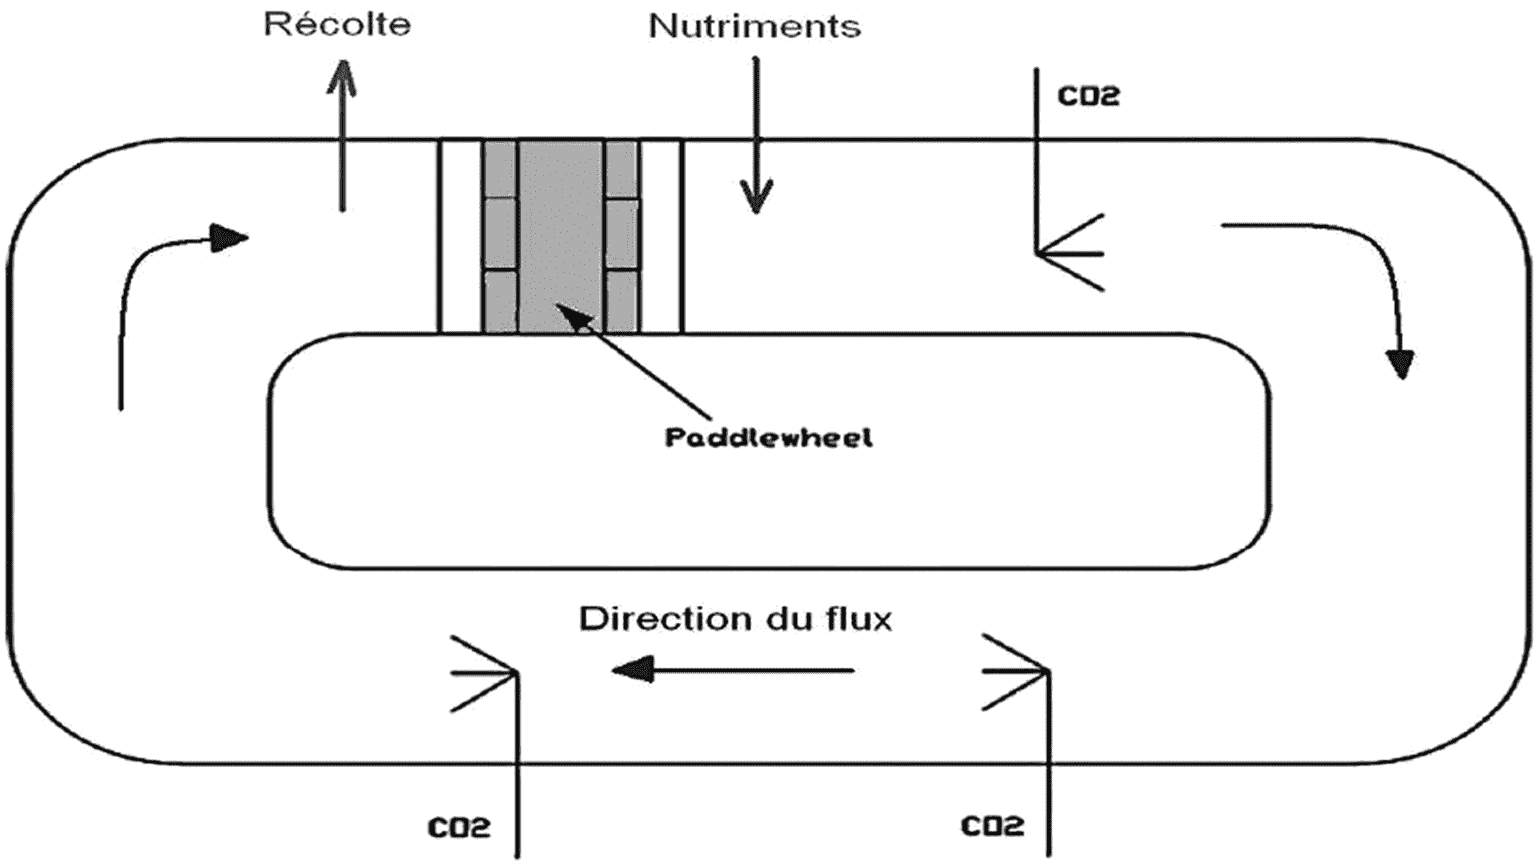 Récolte
Nutriments
CO2
Paddlewheel
Direction du flux
CO2
CO2